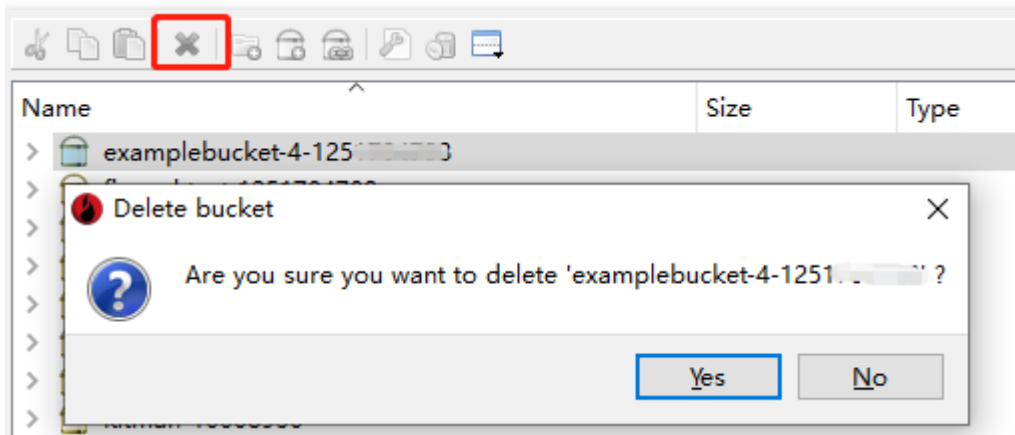 Name Size Type
examplebucket-4-125
Delete bucket
Are you sure you want to delete 'examplebucket-4-1251 ' ?
Yes No